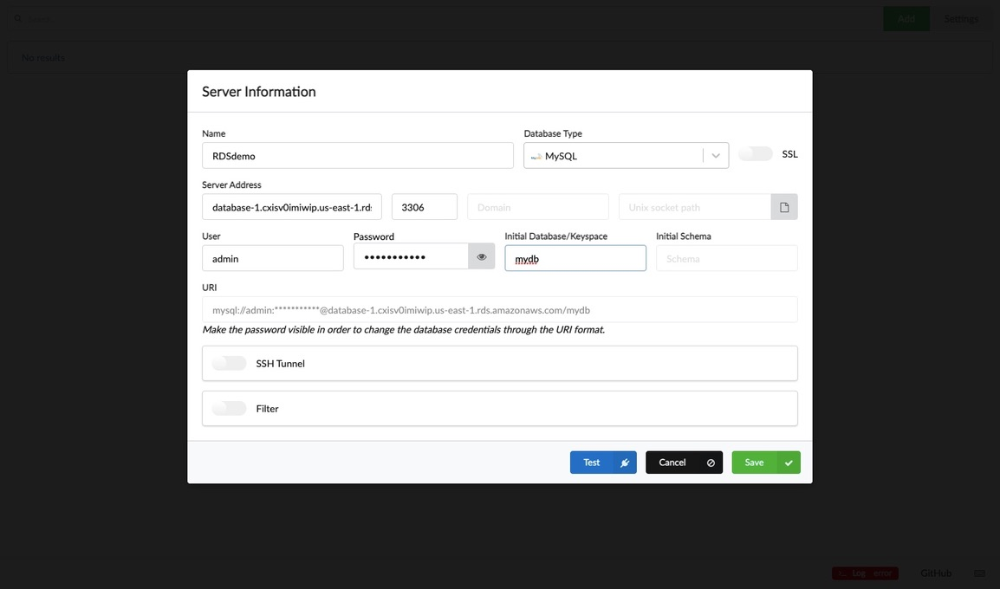 Search
Add
Settings
No results
Server Information
Name
Database Type
RDSdemo
MySQL
SSL
Server Address
database-1.cxisv0imiwip.us-east-1.rds
3306
Domain
Unix socket path
User
Password
Initial Database/Keyspace
Initial Schema
admin
•••••••••••
mydb
Schema
URI
mysql://admin:***********@database-1.cxisv0imiwip.us-east-1.rds.amazonaws.com/mydb
Make the password visible in order to change the database credentials through the URI format.
SSH Tunnel
Filter
Test
Cancel
Save
Log error
GitHub